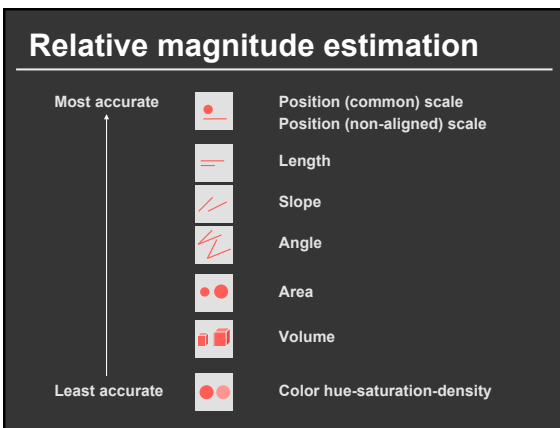 Relative magnitude estimation
Most accurate
Position (common) scale
Position (non-aligned) scale
Length
Slope
Angle
Area
Volume
Least accurate
Color hue-saturation-density